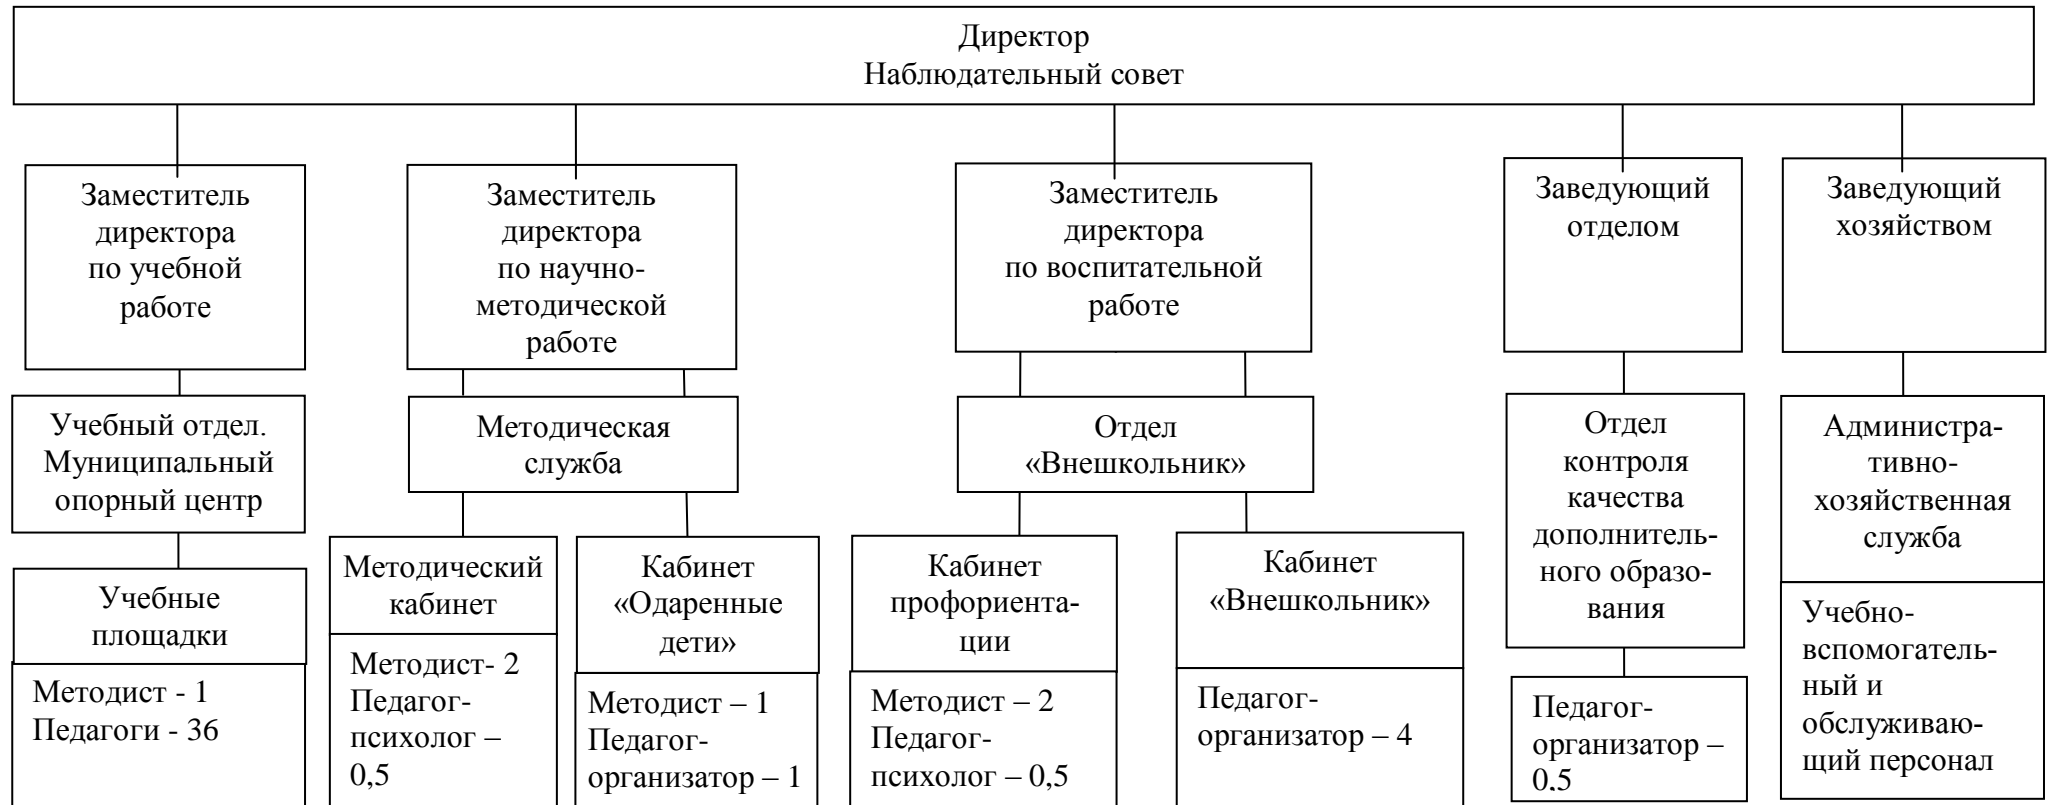 Директор
Наблюдательный совет
Заместитель
директора
по учебной
работе
Заместитель
директора
по научно-
методической
работе
Заместитель
директора
по воспитательной
работе
Заведующий
отделом
Заведующий
хозяйством
Учебный отдел.
Муниципальный
опорный центр
Методическая
служба
Отдел
«Внешкольник»
Отдел
контроля
качества
дополнитель-
ного образо-
вания
Администра-
тивно-
хозяйственная
служба
Учебные
площадки
Методический
кабинет
Кабинет
«Одаренные
дети»
Кабинет
профориента-
ции
Кабинет
«Внешкольник»
Методист - 1
Педагоги - 36
Методист- 2
Педагог-
психолог –
0,5
Методист – 1
Педагог-
организатор – 1
Методист – 2
Педагог-
психолог – 0,5
Педагог-
организатор – 4
Педагог-
организатор –
0,5
Учебно-
вспомогатель-
ный и
обслуживаю-
щий персонал